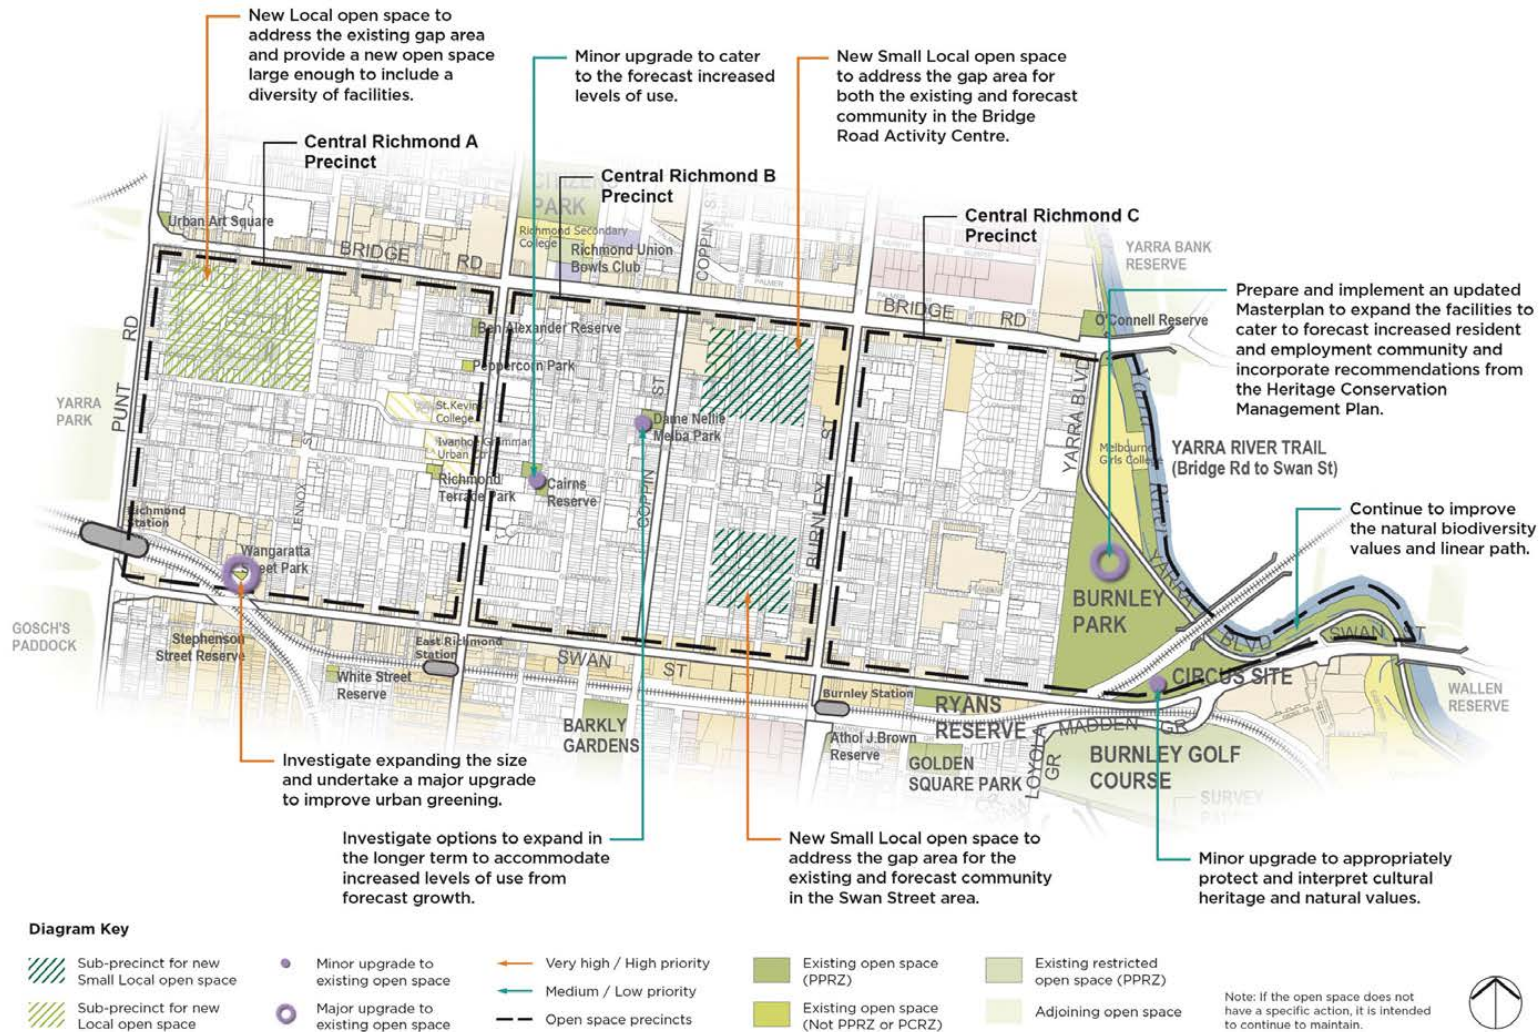 New Local open space to
address the existing gap area
and provide a new open space
large enough to include a
diversity of facilities.
Minor upgrade to cater
to the forecast increased
levels of use.
New Small Local open space
to address the gap area for
both the existing and forecast
community in the Bridge
Road Activity Centre.
Central Richmond A
Precinct
Central Richmond B
Precinct
Central Richmond C
Precinct
CITIZENS
PARK
Urban Art Square
Richmond Secondary
College
Richmond Union
Bowls Club
COPPIN ST
PALMER
PALMER
YARRA BANK
RESERVE
BRIDGE RD
BRIDGE RD
O'Connell Reserve
Prepare and implement an updated
Masterplan to expand the facilities to
cater to forecast increased resident
and employment community and
incorporate recommendations from
the Heritage Conservation
Management Plan.
PUNT RD
Ben Alexander Reserve
Peppercorn Park
YARRA
PARK
St.Kevin
College
Ivanhoe Grammar
Urban
Richmond
Terrace Park
Dame Nellie
Melba Park
Cairns
Reserve
COPPIN ST
BURNLEY ST
LENNOX ST
YARRA BLVD
Melbourne
Girls College
YARRA RIVER TRAIL
(Bridge Rd to Swan St)
Continue to improve
the natural biodiversity
values and linear path.
Richmond
Station
Wangaratta
Street Park
BURNLEY
PARK
YARRA BLVD
SWAN ST
GOSCH'S
PADDOCK
Stephenson
Street Reserve
East Richmond
Station
SWAN ST
White Street
Reserve
CIRCUS SITE
WALLEN
RESERVE
Burnley Station
RYANS
RESERVE
BARKLY
GARDENS
Athol J.Brown
Reserve
MADDEN GR
LOYOLA
GR
GOLDEN
SQUARE PARK
BURNLEY GOLF
COURSE
SURVEY
Investigate expanding the size
and undertake a major upgrade
to improve urban greening.
Investigate options to expand in
the longer term to accommodate
increased levels of use from
forecast growth.
New Small Local open space to
address the gap area for the
existing and forecast community
in the Swan Street area.
Minor upgrade to appropriately
protect and interpret cultural
heritage and natural values.
Diagram Key
Sub-precinct for new
Small Local open space
Sub-precinct for new
Local open space
Minor upgrade to
existing open space
Major upgrade to
existing open space
Very high / High priority
Medium / Low priority
Open space precincts
Existing open space
(PPRZ)
Existing open space
(Not PPRZ or PCRZ)
Existing restricted
open space (PPRZ)
Adjoining open space
Note: If the open space does not
have a specific action, it is intended
to continue to maintain.